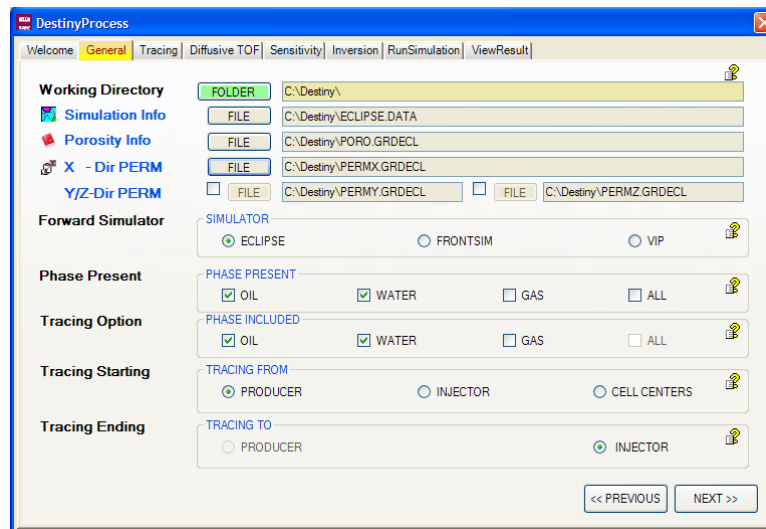 DestinyProcess
Welcome General Tracing Diffusive TOF Sensitivity Inversion RunSimulation ViewResult
Working Directory FOLDER C:\Destiny\
Simulation Info FILE C:\Destiny\ECLIPSE.DATA
Porosity Info FILE C:\Destiny\PORO.GRDECL
X - Dir PERM FILE C:\Destiny\PERMX.GRDECL
Y/Z-Dir PERM FILE C:\Destiny\PERMY.GRDECL FILE C:\Destiny\PERMZ.GRDECL
Forward Simulator SIMULATOR
ECLIPSE FRONTSIM VIP
Phase Present PHASE PRESENT
OIL WATER GAS ALL
Tracing Option PHASE INCLUDED
OIL WATER GAS ALL
Tracing Starting TRACING FROM
PRODUCER INJECTOR CELL CENTERS
Tracing Ending TRACING TO
PRODUCER INJECTOR
<< PREVIOUS NEXT >>